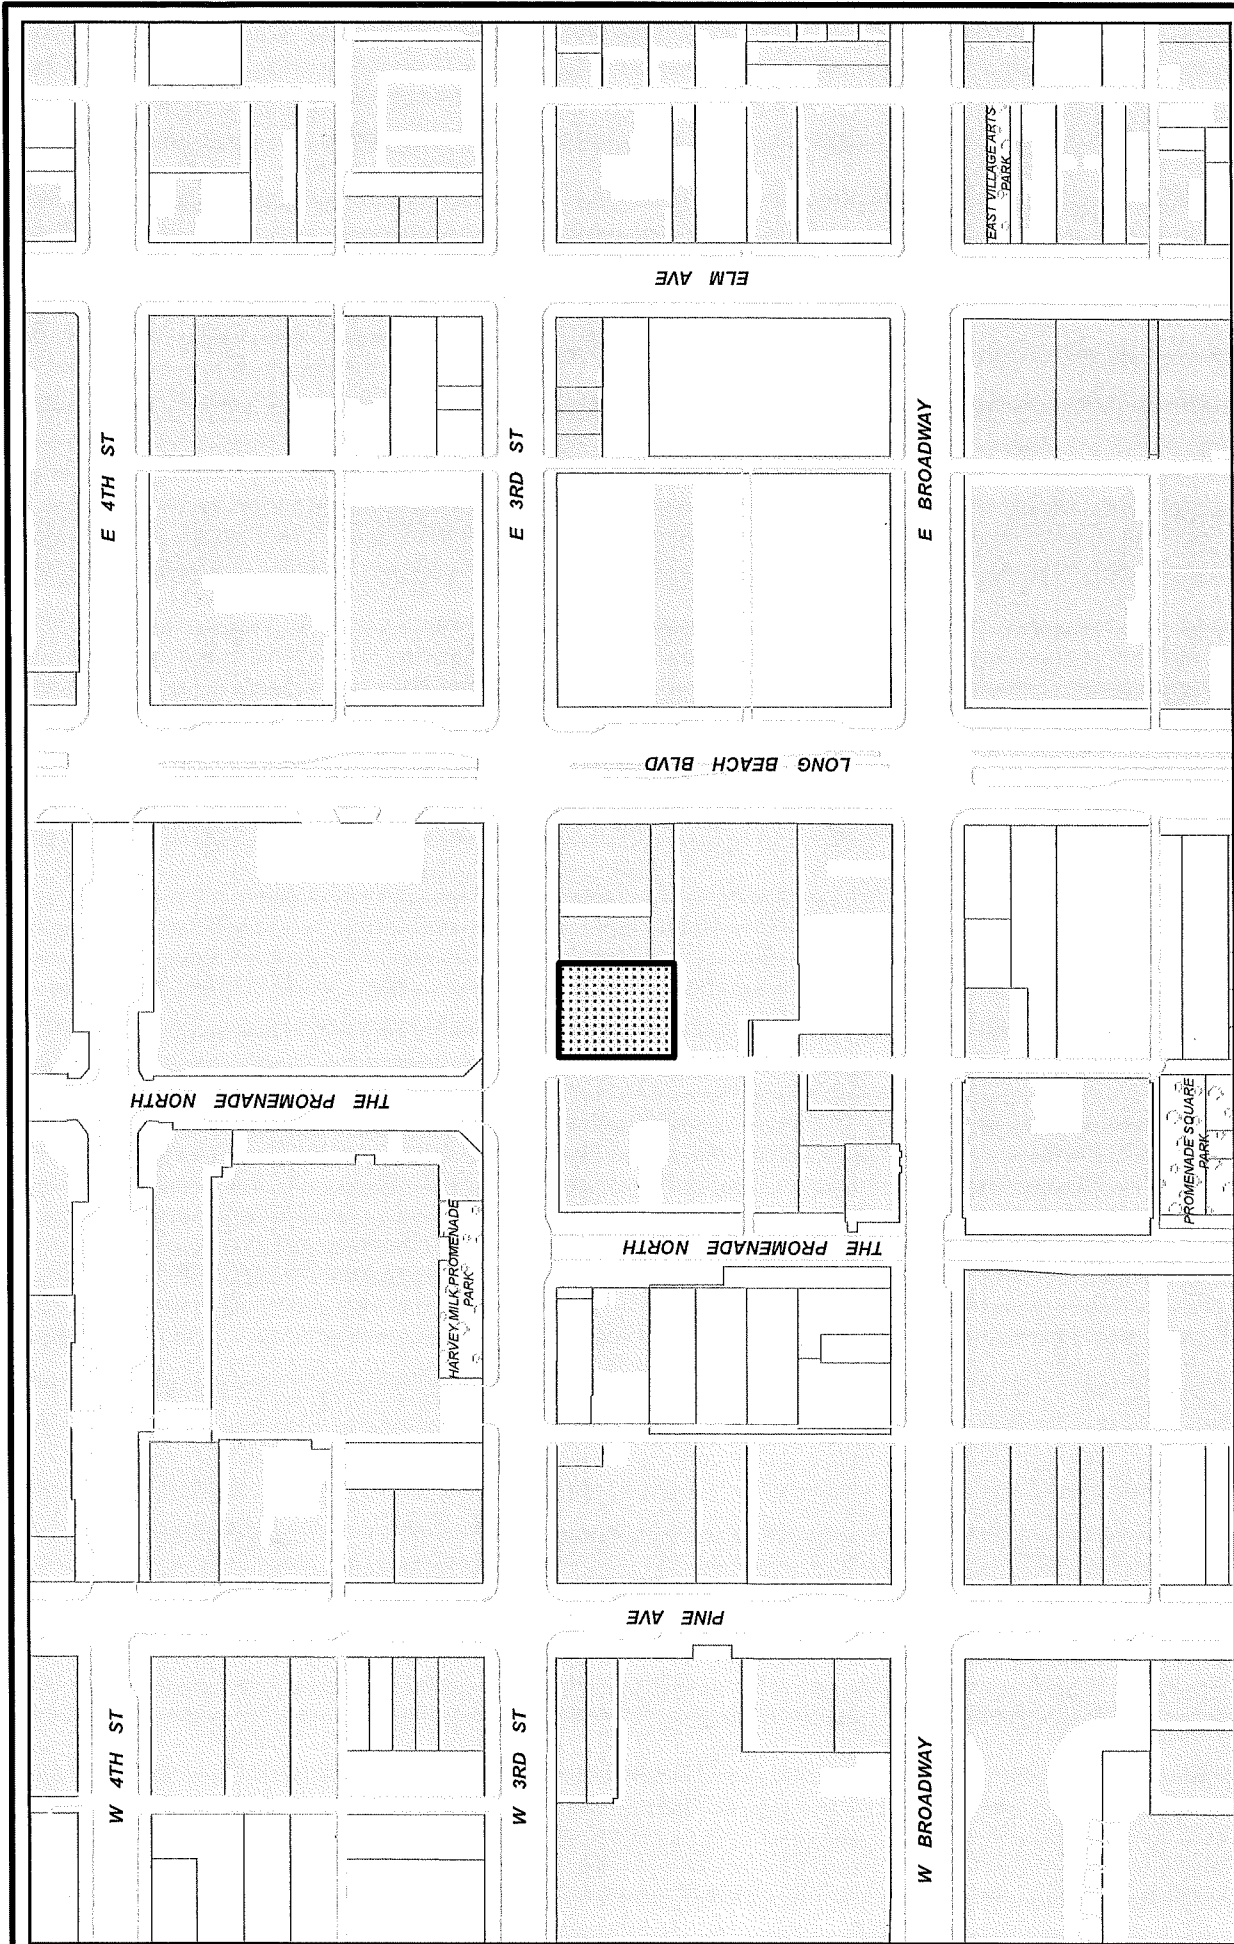 EAST VILLAGE ARTS
PARK
ELM AVE
E 4TH ST
E 3RD ST
E BROADWAY
LONG BEACH BLVD
THE PROMENADE NORTH
PROMENADE SQUARE
PARK
HARVEY MILK PROMENADE
PARK
THE PROMENADE NORTH
PINE AVE
W 4TH ST
W 3RD ST
W BROADWAY